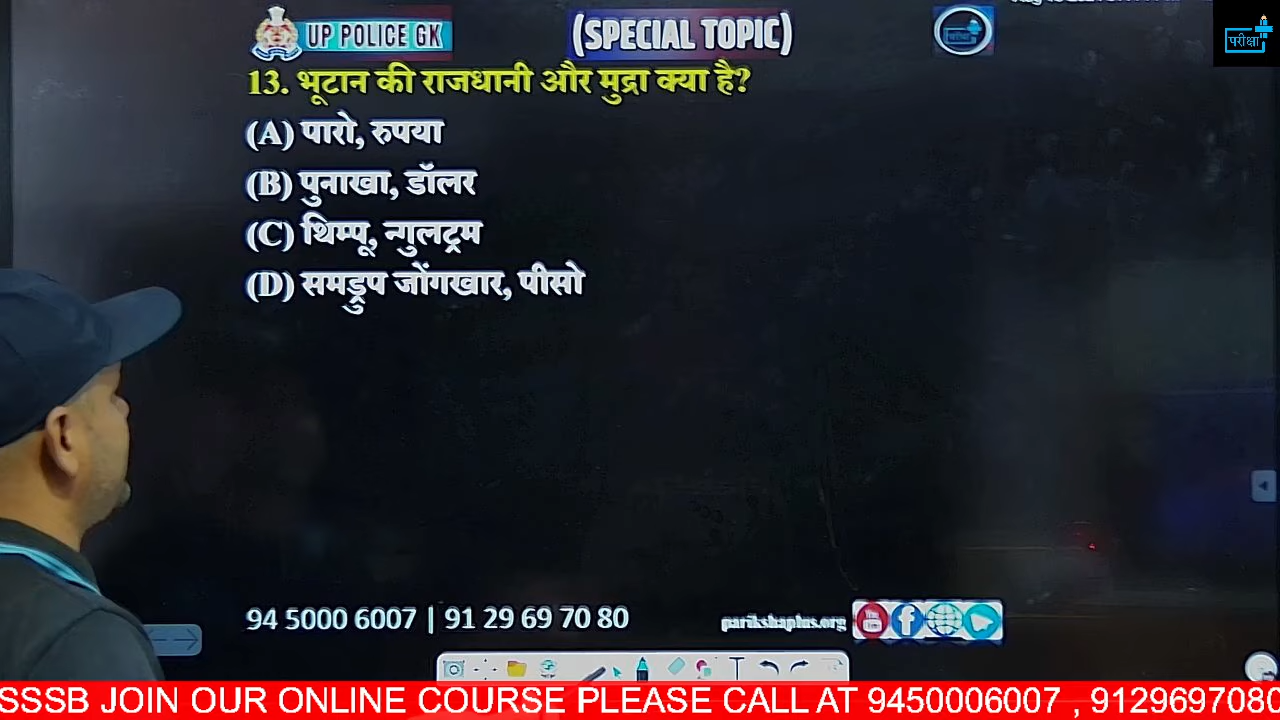 UP POLICE GK
(SPECIAL TOPIC)
परीक्षा
13. भूटान की राजधानी और मुद्रा क्या है?
(A) पारो, रुपया
(B) पुनाखा, डॉलर
(C) थिम्पू, न्गुलट्रम
(D) समड्रुप जोंगखार, पीसो
94 5000 6007 | 91 29 69 70 80
parikshaplus.org
SSSB JOIN OUR ONLINE COURSE PLEASE CALL AT 9450006007 , 9129697080